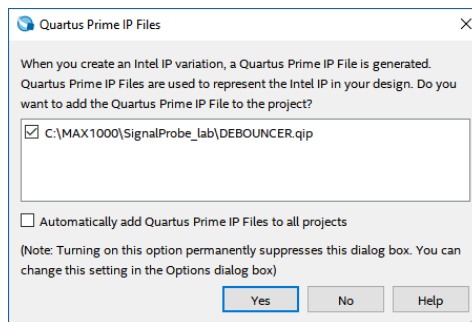 Quartus Prime IP Files
When you create an Intel IP variation, a Quartus Prime IP File is generated.
Quartus Prime IP Files are used to represent the Intel IP in your design. Do you
want to add the Quartus Prime IP File to the project?
C:\MAX1000\SignalProbe_lab\DEBOUNCER.qip
Automatically add Quartus Prime IP Files to all projects
(Note: Turning on this option permanently suppresses this dialog box. You can
change this setting in the Options dialog box)
Yes No Help